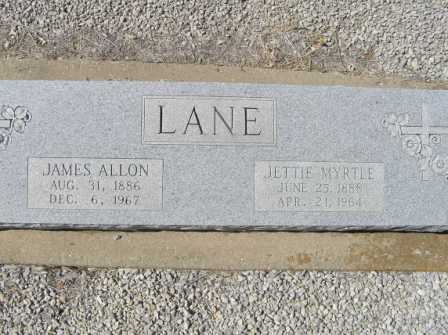 LANE
JAMES ALLON
AUG. 31, 1886
DEC. 6, 1967
JETTIE MYRTLE
JUNE 25, 1888
APR. 21, 1964